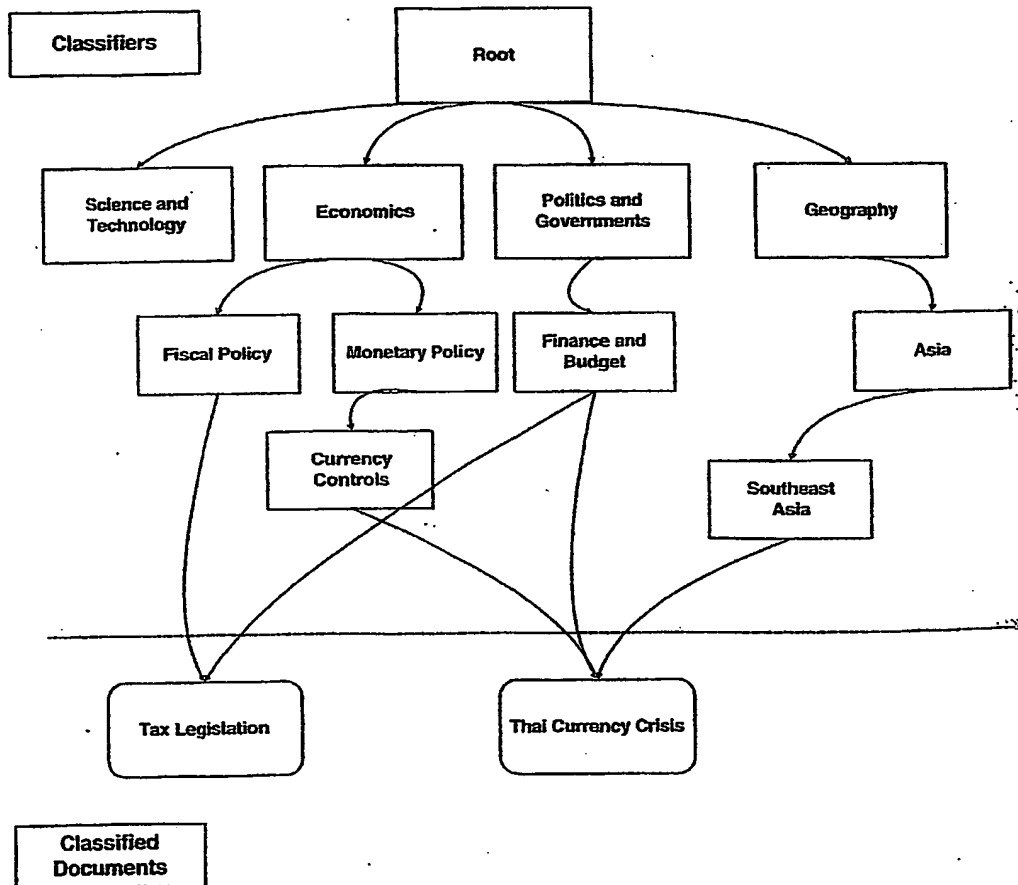 Classifiers
Root
Science and
Technology
Economics
Politics and
Governments
Geography
Fiscal Policy
Monetary Policy
Finance and
Budget
Asia
Currency
Controls
Southeast
Asia
Tax Legislation
Thai Currency Crisis
Classified
Documents